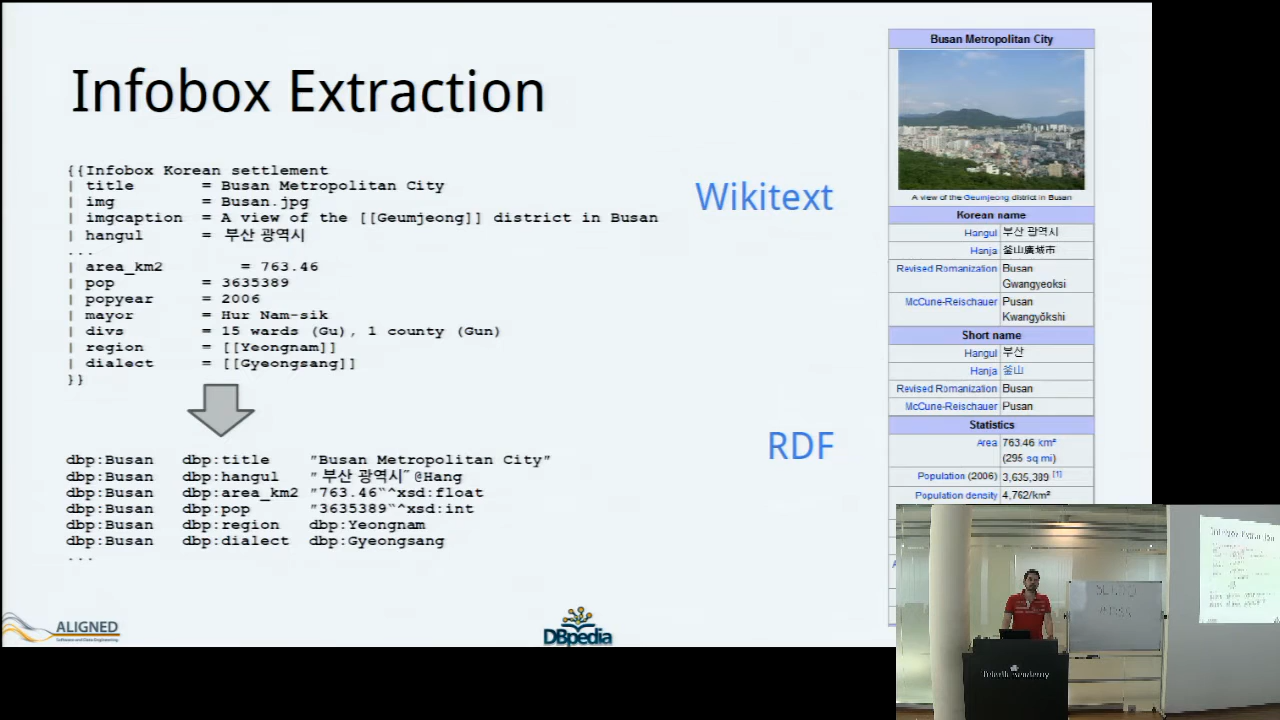 Infobox Extraction
{{Infobox Korean settlement
| title = Busan Metropolitan City
| img = Busan.jpg
| imgcaption = A view of the [[Geumjeong]] district in Busan
| hangul = 부산 광역시
...
| area_km2 = 763.46
| pop = 3635389
| popyear = 2006
| mayor = Hur Nam-sik
| divs = 15 wards (Gu), 1 county (Gun)
| region = [[Yeongnam]]
| dialect = [[Gyeongsang]]
}}
Wikitext
dbp:Busan dbp:title "Busan Metropolitan City"
dbp:Busan dbp:hangul "부산 광역시"@Hang
dbp:Busan dbp:area_km2 "763.46"^xsd:float
dbp:Busan dbp:pop "3635389"^xsd:int
dbp:Busan dbp:region dbp:Yeongnam
dbp:Busan dbp:dialect dbp:Gyeongsang
...
RDF
Busan Metropolitan City
A view of the Geumjeong district in Busan
Korean name
Hangul 부산 광역시
Hanja 釜山廣域市
Revised Romanization Busan
Gwangyeoksi
McCune-Reischauer Pusan
Kwangyŏkshi
Short name
Hangul 부산
Hanja 釜山
Revised Romanization Busan
McCune-Reischauer Pusan
Statistics
Area 763.46 km²
(295 sq mi)
Population (2006) 3,635,389 [1]
Population density 4,762/km²
ALIGNED
DBpedia
Infobox Extraction